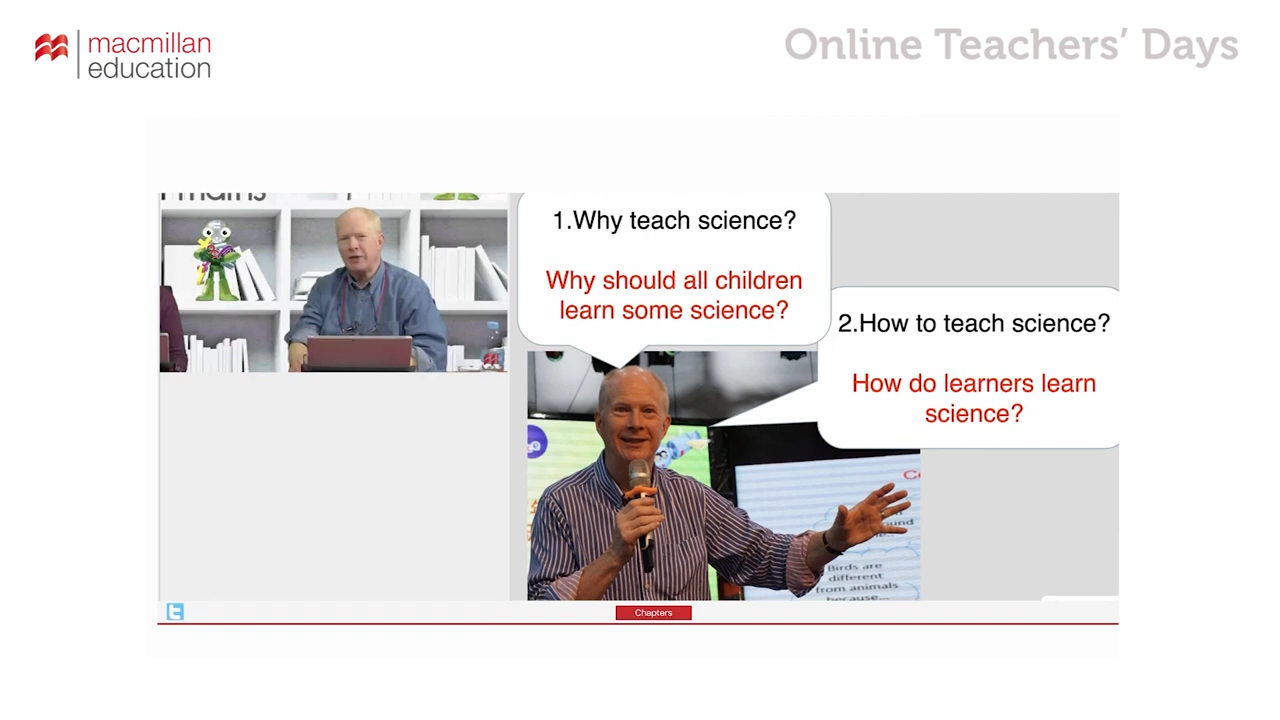 macmillan
education
Online Teachers’ Days
1.Why teach science?
Why should all children
learn some science?
2.How to teach science?
How do learners learn
science?
Birds are
different
from animals
because...
Chapters